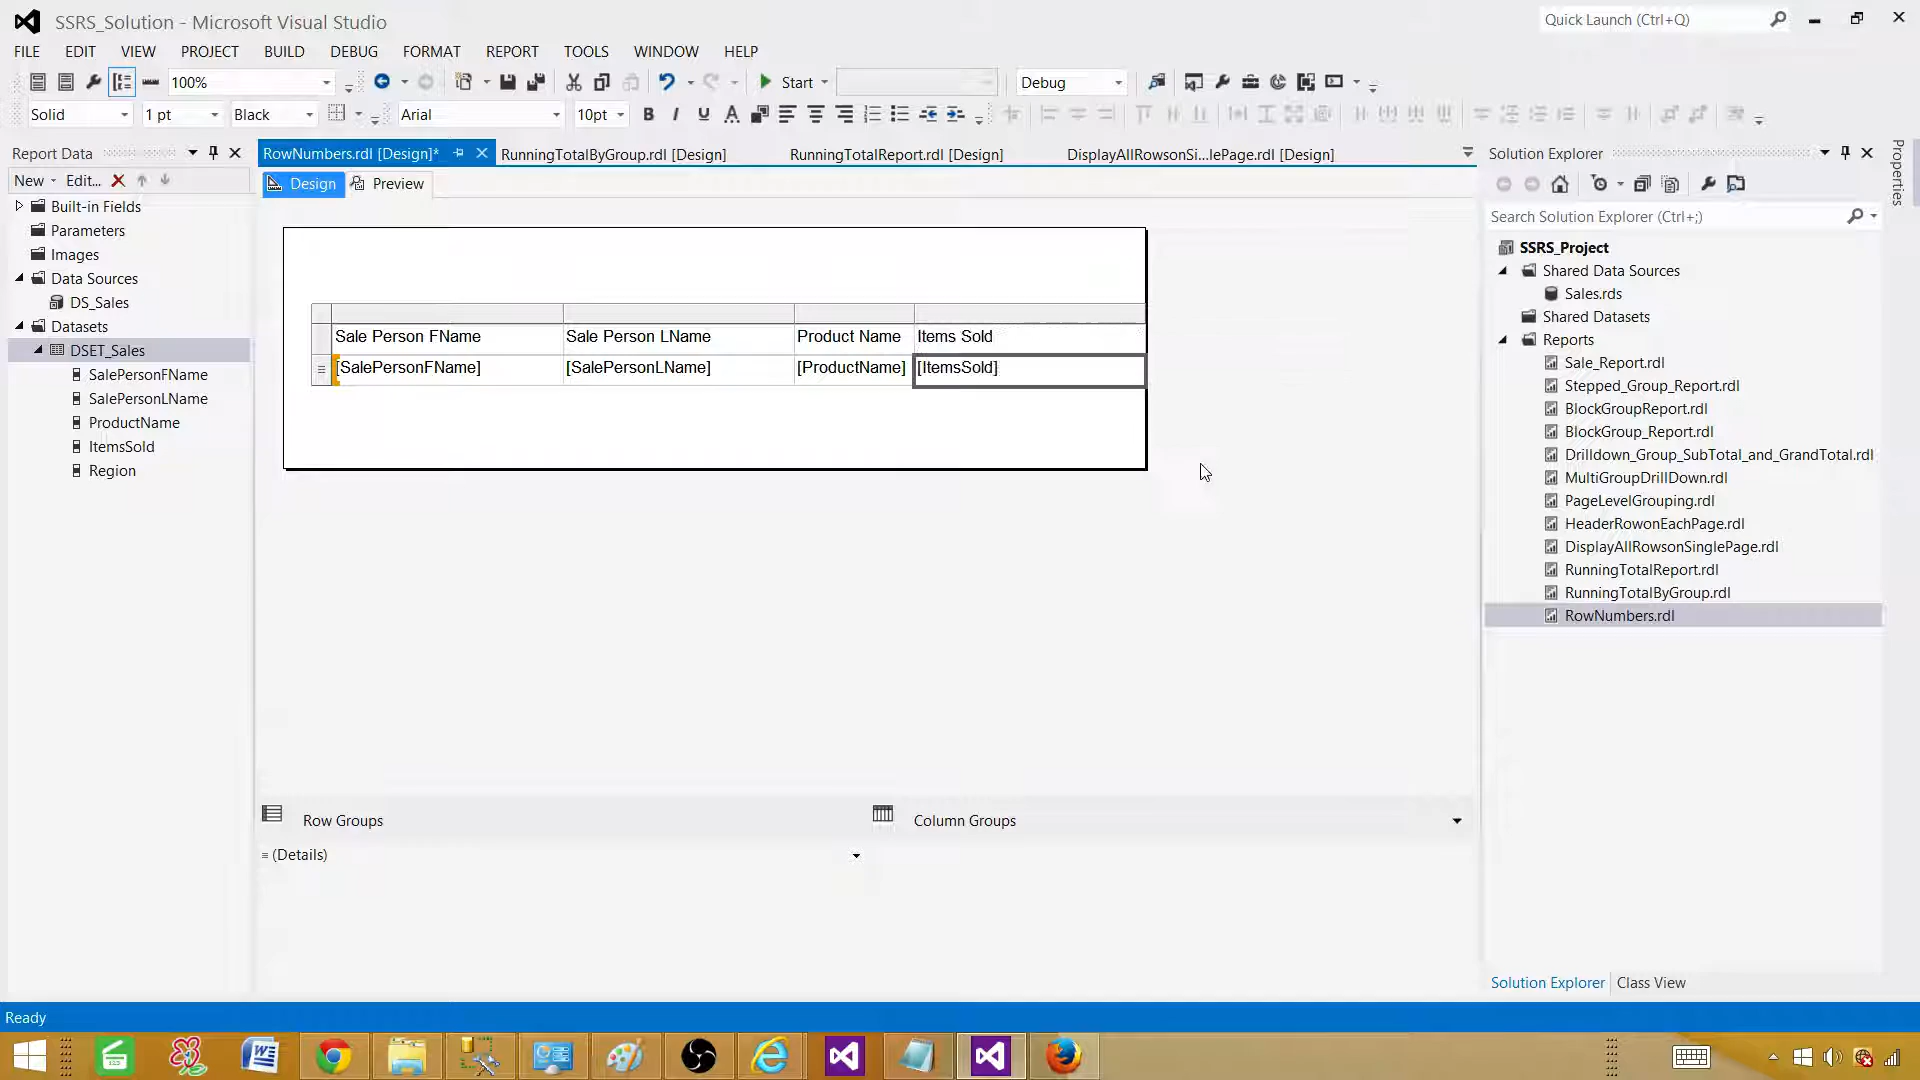 SSRS_Solution - Microsoft Visual Studio
Quick Launch (Ctrl+Q)
FILE EDIT VIEW PROJECT BUILD DEBUG FORMAT REPORT TOOLS WINDOW HELP
100% Start Debug
Solid 1 pt Black Arial 10pt B I U A
Report Data
RowNumbers.rdl [Design]* RunningTotalByGroup.rdl [Design] RunningTotalReport.rdl [Design] DisplayAllRowsonSi...lePage.rdl [Design]
Solution Explorer
Properties
New Edit...
Design Preview
Built-in Fields
Parameters
Images
Data Sources
DS_Sales
Datasets
DSET_Sales
SalePersonFName
SalePersonLName
ProductName
ItemsSold
Region
Sale Person FName Sale Person LName Product Name Items Sold
[SalePersonFName] [SalePersonLName] [ProductName] [ItemsSold]
Row Groups
Column Groups
(Details)
Search Solution Explorer (Ctrl+;)
SSRS_Project
Shared Data Sources
Sales.rds
Shared Datasets
Reports
Sale_Report.rdl
Stepped_Group_Report.rdl
BlockGroupReport.rdl
BlockGroup_Report.rdl
Drilldown_Group_SubTotal_and_GrandTotal.rdl
MultiGroupDrillDown.rdl
PageLevelGrouping.rdl
HeaderRowonEachPage.rdl
DisplayAllRowsonSinglePage.rdl
RunningTotalReport.rdl
RunningTotalByGroup.rdl
RowNumbers.rdl
Solution Explorer Class View
Ready